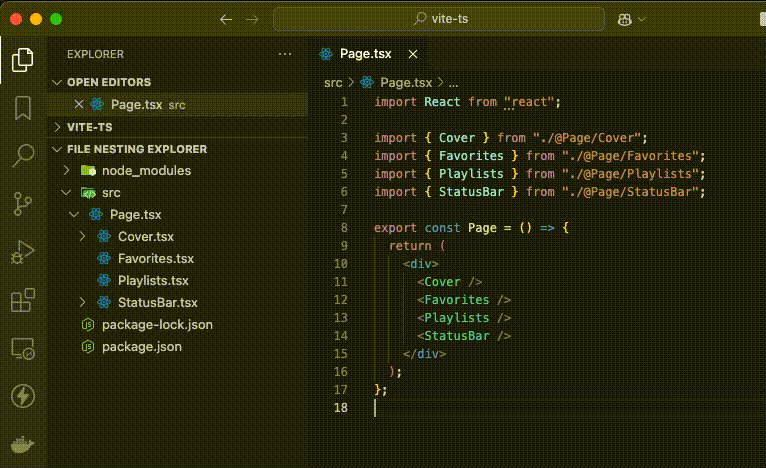 vite-ts
EXPLORER
OPEN EDITORS
Page.tsx src
VITE-TS
FILE NESTING EXPLORER
node_modules
src
Page.tsx
Cover.tsx
Favorites.tsx
Playlists.tsx
StatusBar.tsx
package-lock.json
package.json
Page.tsx
src > Page.tsx > ...
1 import React from "react";
2
3 import { Cover } from "./@Page/Cover";
4 import { Favorites } from "./@Page/Favorites";
5 import { Playlists } from "./@Page/Playlists";
6 import { StatusBar } from "./@Page/StatusBar";
7
8 export const Page = () => {
9 return (
10 <div>
11 <Cover />
12 <Favorites />
13 <Playlists />
14 <StatusBar />
15 </div>
16 );
17 };
18